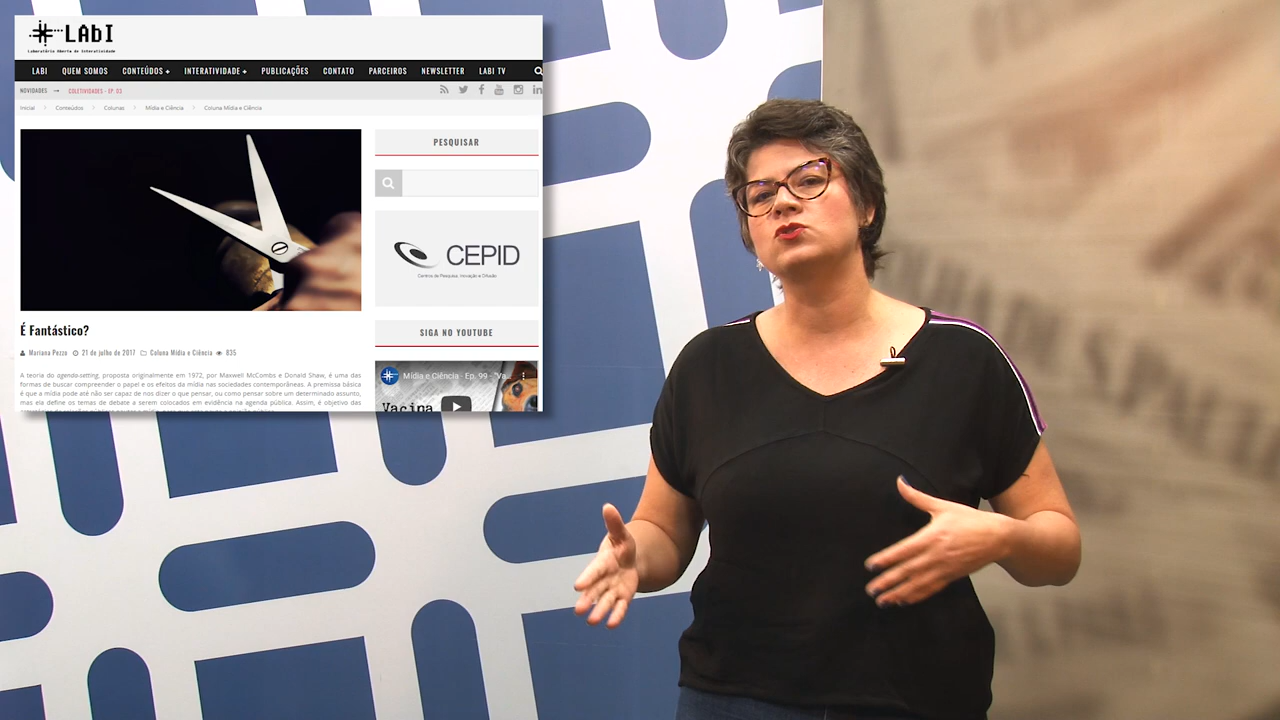 LAbI
Laboratório Aberto de Interatividade
LABI QUEM SOMOS CONTEÚDOS + INTERATIVIDADE + PUBLICAÇÕES CONTATO PARCEIROS NEWSLETTER LABI TV
NOVIDADES → COLETIVIDADES - EP. 03
Inicial > Conteúdos > Colunas > Mídia e Ciência > Coluna Mídia e Ciência
PESQUISAR
CEPID
Centros de Pesquisa, Inovação e Difusão
É Fantástico?
SIGA NO YOUTUBE
Mariana Pezzo 21 de julho de 2017 Coluna Mídia e Ciência 835
Mídia e Ciência - Ep. 99 - "Va...
Vacina
A teoria do agenda-setting, proposta originalmente em 1972, por Maxwell McCombs e Donald Shaw, é uma das
formas de buscar compreender o papel e os efeitos da mídia nas sociedades contemporâneas. A premissa básica
é que a mídia pode até não ser capaz de nos dizer o que pensar, ou como pensar sobre um determinado assunto,
mas ela define os temas de debate a serem colocados em evidência na agenda pública. Assim, é objetivo das